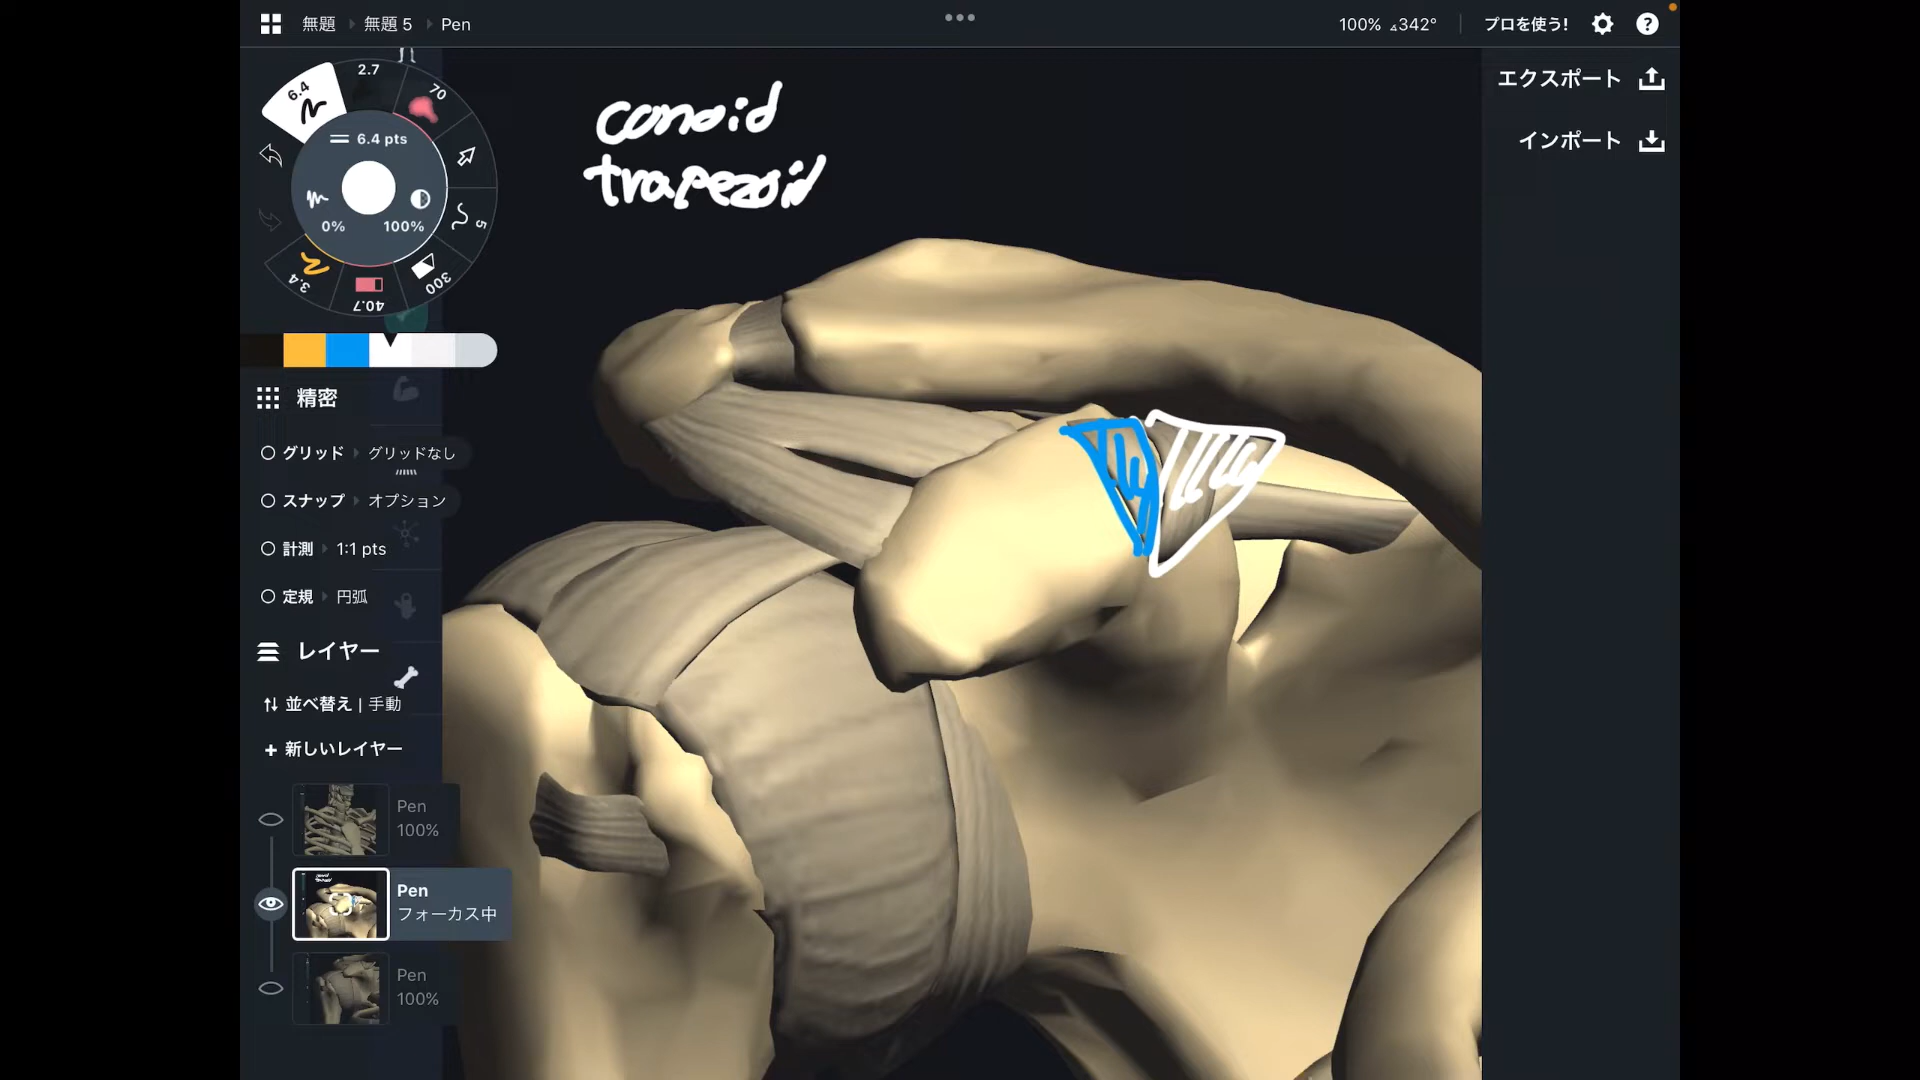 無題 無題 5 Pen
100% 342° プロを使う!
エクスポート
インポート
conoid
trapezoid
2.7
6.4
70
6.4 pts
0% 100%
5
300
40.7
3.4
精密
グリッド グリッドなし
スナップ オプション
計測 1:1 pts
定規 円弧
レイヤー
並べ替え | 手動
+ 新しいレイヤー
Pen
100%
Pen
フォーカス中
Pen
100%